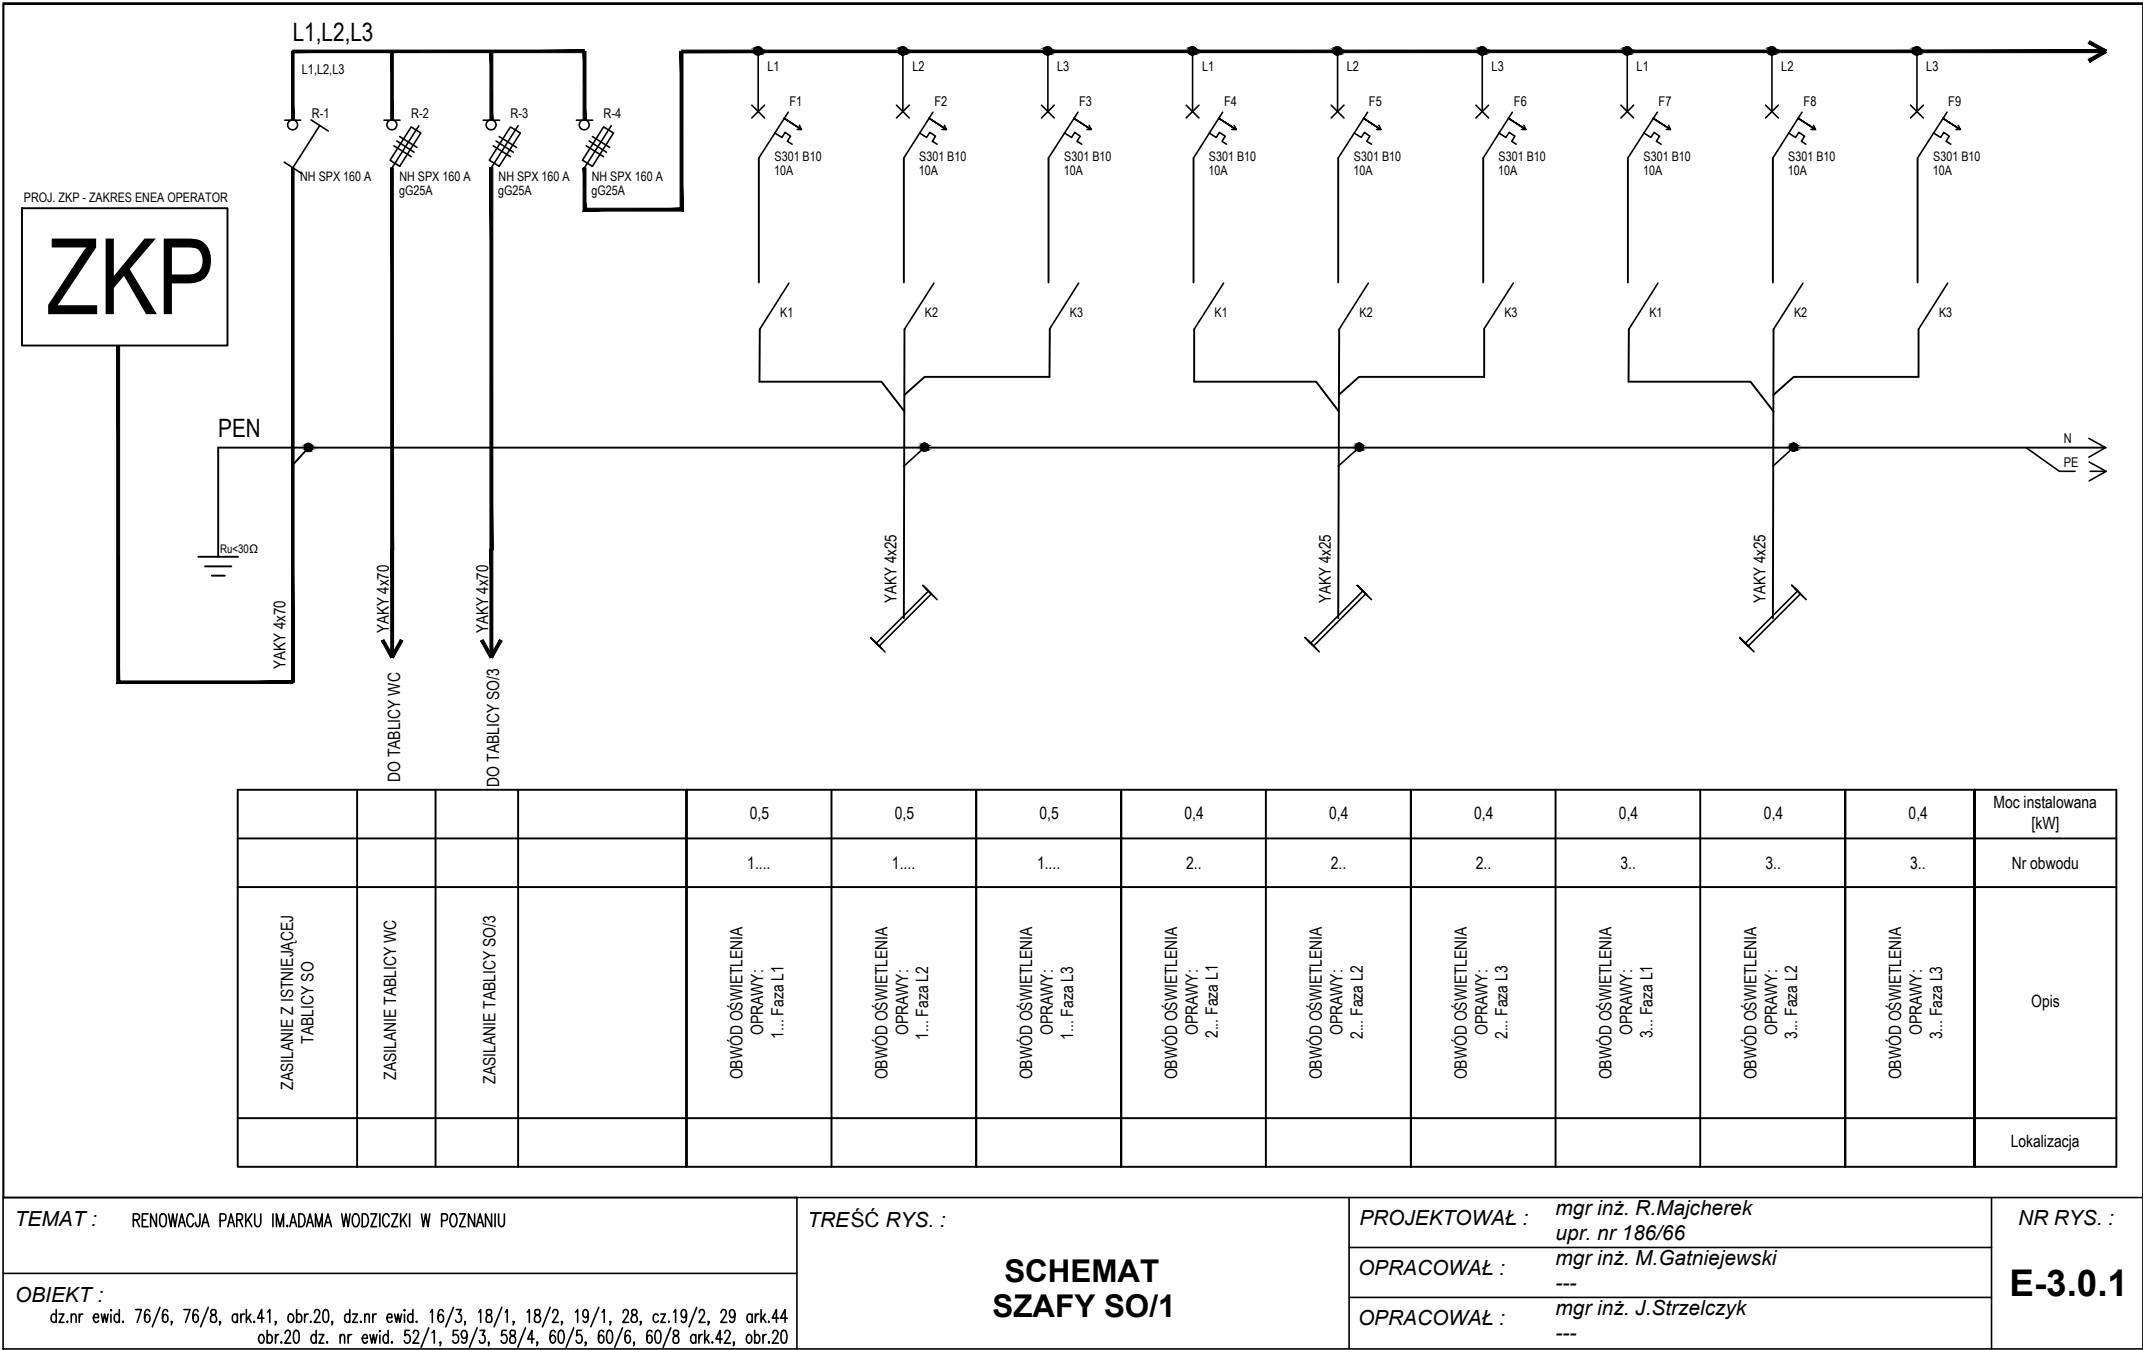 L1,L2,L3
L1,L2,L3
L1
L2
L3
L1
L2
L3
L1
L2
L3
R-1
R-2
R-3
R-4
F1
F2
F3
F4
F5
F6
F7
F8
F9
NH SPX 160 A
NH SPX 160 A
gG25A
NH SPX 160 A
gG25A
NH SPX 160 A
gG25A
S301 B10
10A
S301 B10
10A
S301 B10
10A
S301 B10
10A
S301 B10
10A
S301 B10
10A
S301 B10
10A
S301 B10
10A
S301 B10
10A
PROJ. ZKP - ZAKRES ENEA OPERATOR
ZKP
K1
K2
K3
K1
K2
K3
K1
K2
K3
PEN
N
PE
Ru<30Ω
YAKY 4x70
YAKY 4x70
YAKY 4x70
YAKY 4x25
YAKY 4x25
YAKY 4x25
DO TABLICY WC
DO TABLICY SO/3
0,5
0,5
0,5
0,4
0,4
0,4
0,4
0,4
0,4
Moc instalowana
[kW]
1....
1....
1....
2..
2..
2..
3..
3..
3..
Nr obwodu
ZASILANIE Z ISTNIEJĄCEJ
TABLICY SO
ZASILANIE TABLICY WC
ZASILANIE TABLICY SO/3
OBWÓD OŚWIETLENIA
OPRAWY:
1... Faza L1
OBWÓD OŚWIETLENIA
OPRAWY:
1... Faza L2
OBWÓD OŚWIETLENIA
OPRAWY:
1... Faza L3
OBWÓD OŚWIETLENIA
OPRAWY:
2... Faza L1
OBWÓD OŚWIETLENIA
OPRAWY:
2... Faza L2
OBWÓD OŚWIETLENIA
OPRAWY:
2... Faza L3
OBWÓD OŚWIETLENIA
OPRAWY:
3... Faza L1
OBWÓD OŚWIETLENIA
OPRAWY:
3... Faza L2
OBWÓD OŚWIETLENIA
OPRAWY:
3... Faza L3
Opis
Lokalizacja
TEMAT : RENOWACJA PARKU IM.ADAMA WODZICZKI W POZNANIU
OBIEKT :
dz.nr ewid. 76/6, 76/8, ark.41, obr.20, dz.nr ewid. 16/3, 18/1, 18/2, 19/1, 28, cz.19/2, 29 ark.44
obr.20 dz. nr ewid. 52/1, 59/3, 58/4, 60/5, 60/6, 60/8 ark.42, obr.20
TREŚĆ RYS. :
SCHEMAT
SZAFY SO/1
PROJEKTOWAŁ : mgr inż. R.Majcherek
upr. nr 186/66
OPRACOWAŁ : mgr inż. M.Gatniejewski
---
OPRACOWAŁ : mgr inż. J.Strzelczyk
---
NR RYS. :
E-3.0.1